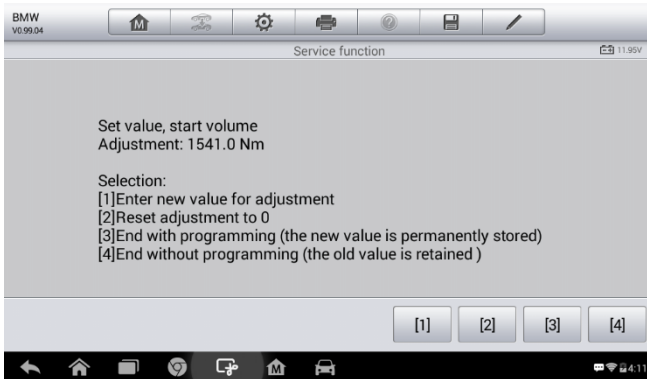 BMW
V0.99.04
Service function
11.95V
Set value, start volume
Adjustment: 1541.0 Nm
Selection:
[1]Enter new value for adjustment
[2]Reset adjustment to 0
[3]End with programming (the new value is permanently stored)
[4]End without programming (the old value is retained )
[1] [2] [3] [4]
4:11